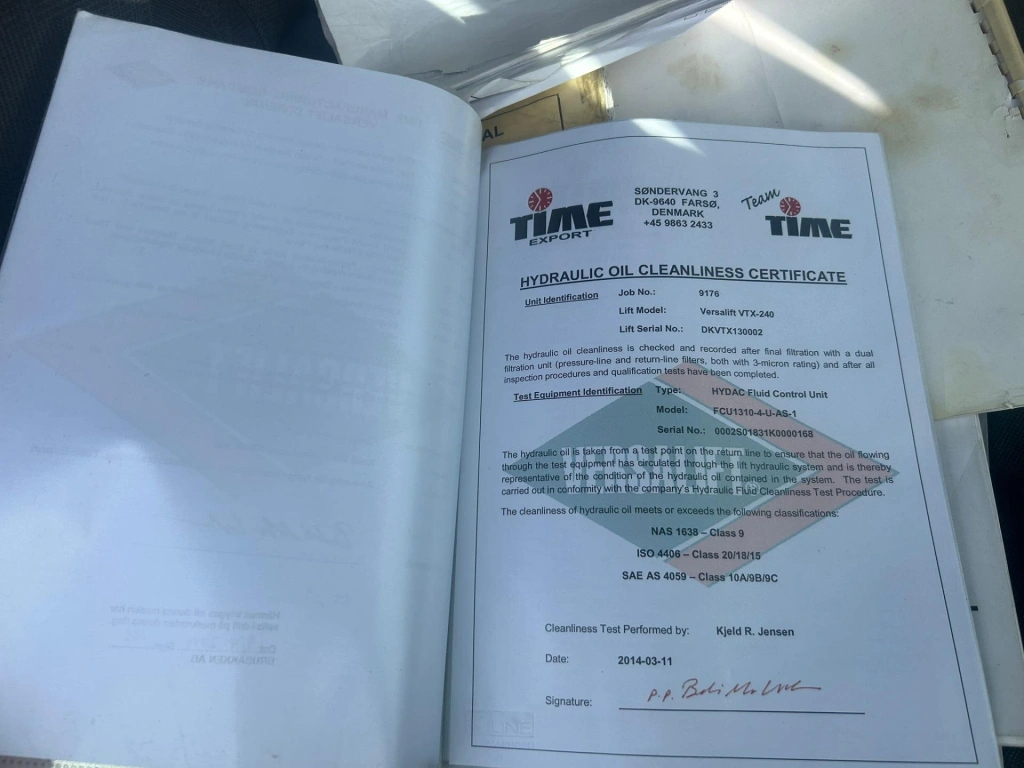 AL
TIME
EXPORT
SØNDERVANG 3
DK-9640 FARSØ,
DENMARK
+45 9863 2433
Team
TIME
HYDRAULIC OIL CLEANLINESS CERTIFICATE
Unit Identification
Job No.: 9176
Lift Model: Versalift VTX-240
Lift Serial No.: DKVTX130002
The hydraulic oil cleanliness is checked and recorded after final filtration with a dual
filtration unit (pressure-line and return-line filters, both with 3-micron rating) and after all
inspection procedures and qualification tests have been completed.
Test Equipment Identification Type: HYDAC Fluid Control Unit
Model: FCU1310-4-U-AS-1
Serial No.: 0002S01831K0000168
VERSALIFT
The hydraulic oil is taken from a test point on the return line to ensure that the oil flowing
through the test equipment has circulated through the lift hydraulic system and is thereby
representative of the condition of the hydraulic oil contained in the system. The test is
carried out in conformity with the company's Hydraulic Fluid Cleanliness Test Procedure.
The cleanliness of hydraulic oil meets or exceeds the following classifications:
NAS 1638 – Class 9
ISO 4406 – Class 20/18/15
SAE AS 4059 – Class 10A/9B/9C
Cleanliness Test Performed by: Kjeld R. Jensen
Date: 2014-03-11
Signature: p.p.